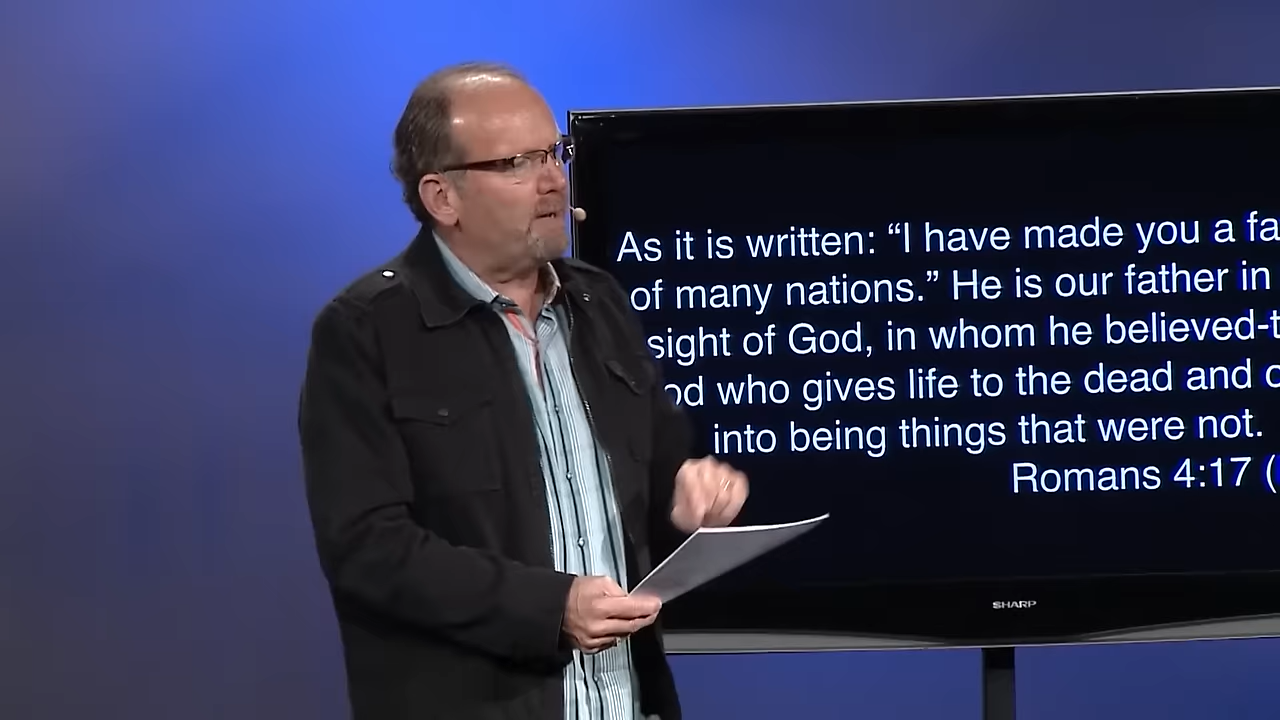 As it is written: “I have made you a fa
of many nations.” He is our father in
sight of God, in whom he believed-t
od who gives life to the dead and c
into being things that were not.
Romans 4:17 (
SHARP